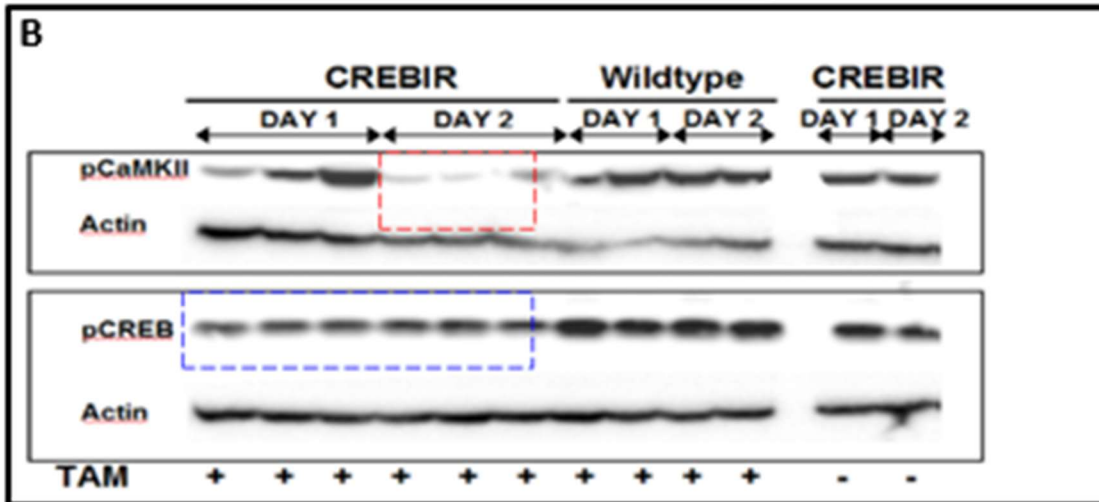 B
CREBIR Wildtype CREBIR
DAY 1 DAY 2 DAY 1 DAY 2 DAY 1 DAY 2
pCaMKII
Actin
pCREB
Actin
TAM + + + + + + + + + + - -